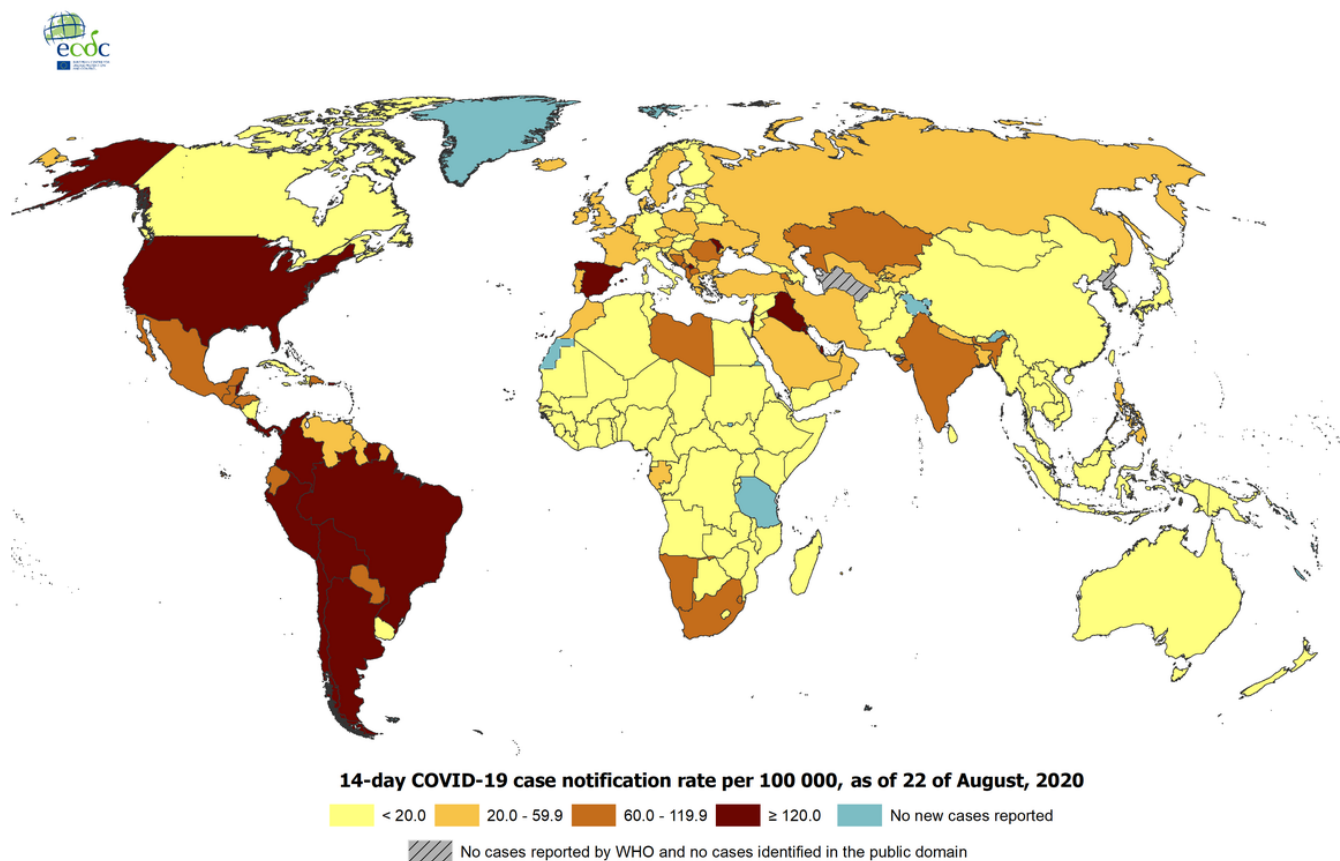 ecdc
14-day COVID-19 case notification rate per 100 000, as of 22 of August, 2020
< 20.0
20.0 - 59.9
60.0 - 119.9
≥ 120.0
No new cases reported
No cases reported by WHO and no cases identified in the public domain